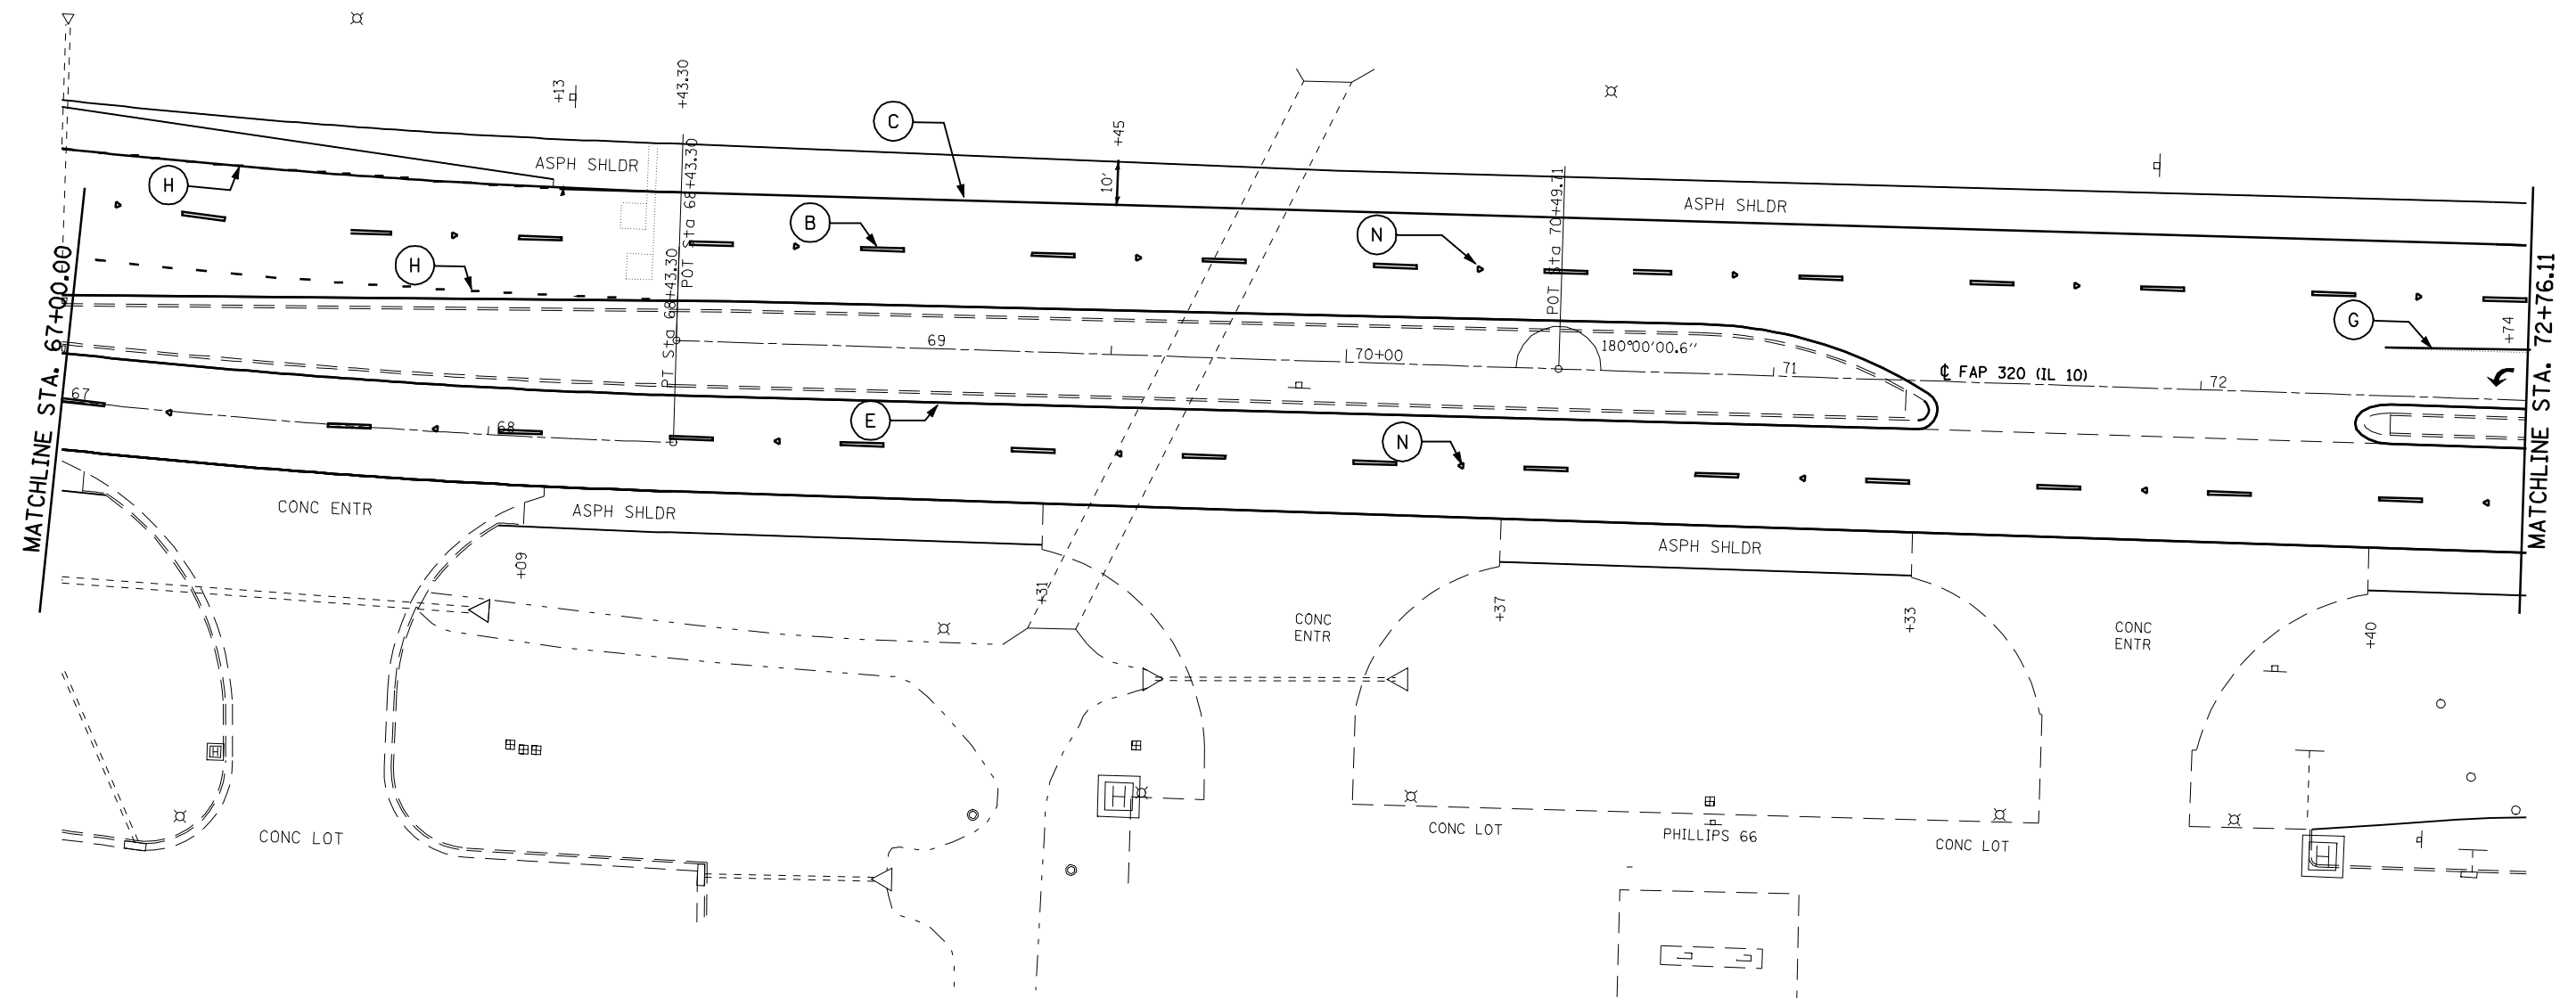 +13
+43.30
C
+45
ASPH SHLDR
POT Sta 68+43.30
10'
H
B
N
POT Sta 70+49.71
ASPH SHLDR
H
G
+74
MATCHLINE STA. 67+00.00
PT Sta 68+43.30
69
70+00
180°00'00.6''
71
℄ FAP 320 (IL 10)
72
MATCHLINE STA. 72+76.11
67
68
E
N
CONC ENTR
ASPH SHLDR
ASPH SHLDR
+09
+31
+37
+33
+40
CONC
ENTR
CONC
ENTR
H
H
CONC LOT
CONC LOT
PHILLIPS 66
CONC LOT
H